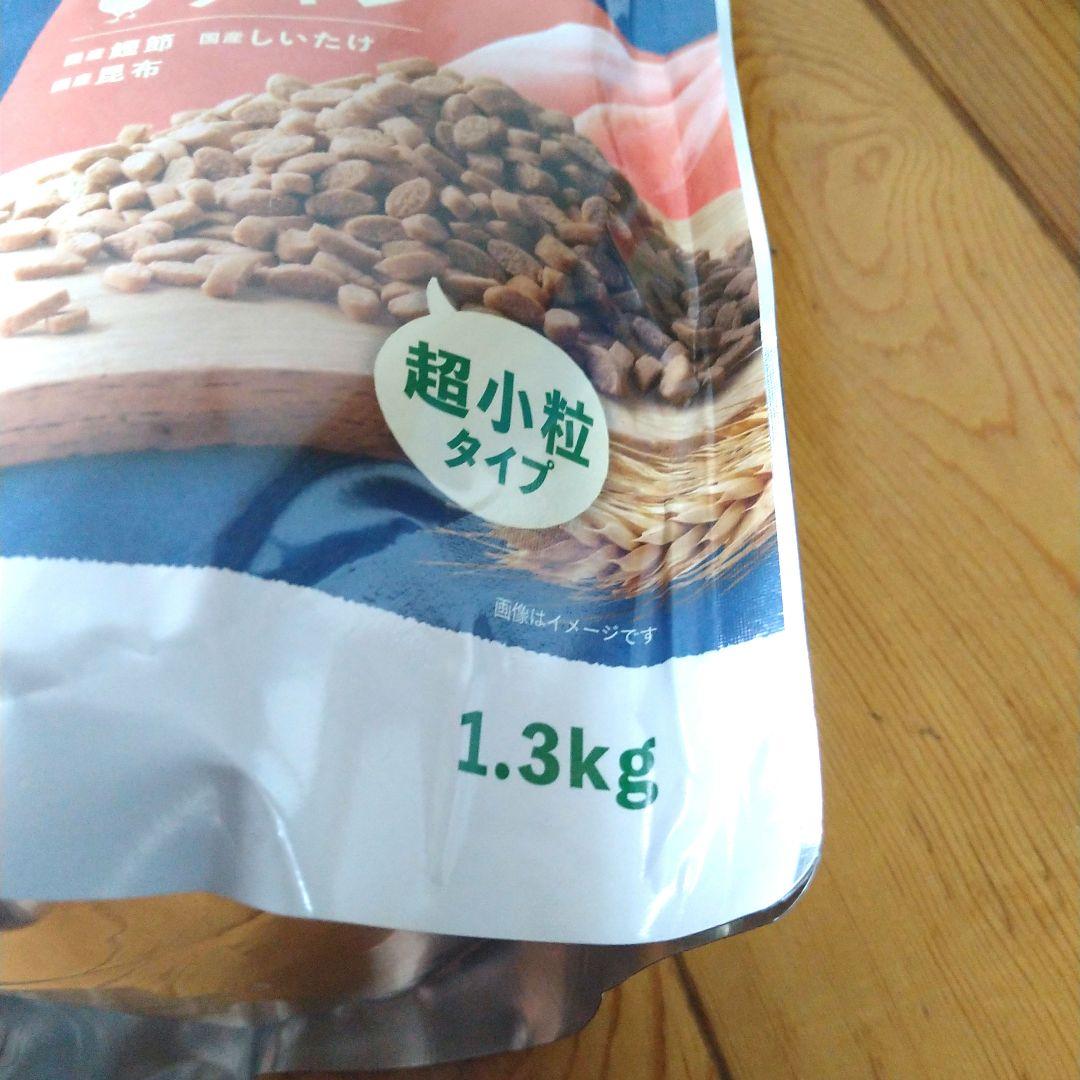 国産 鰹節 国産 しいたけ
国産 昆布
超小粒
タイプ
画像はイメージです
1.3kg